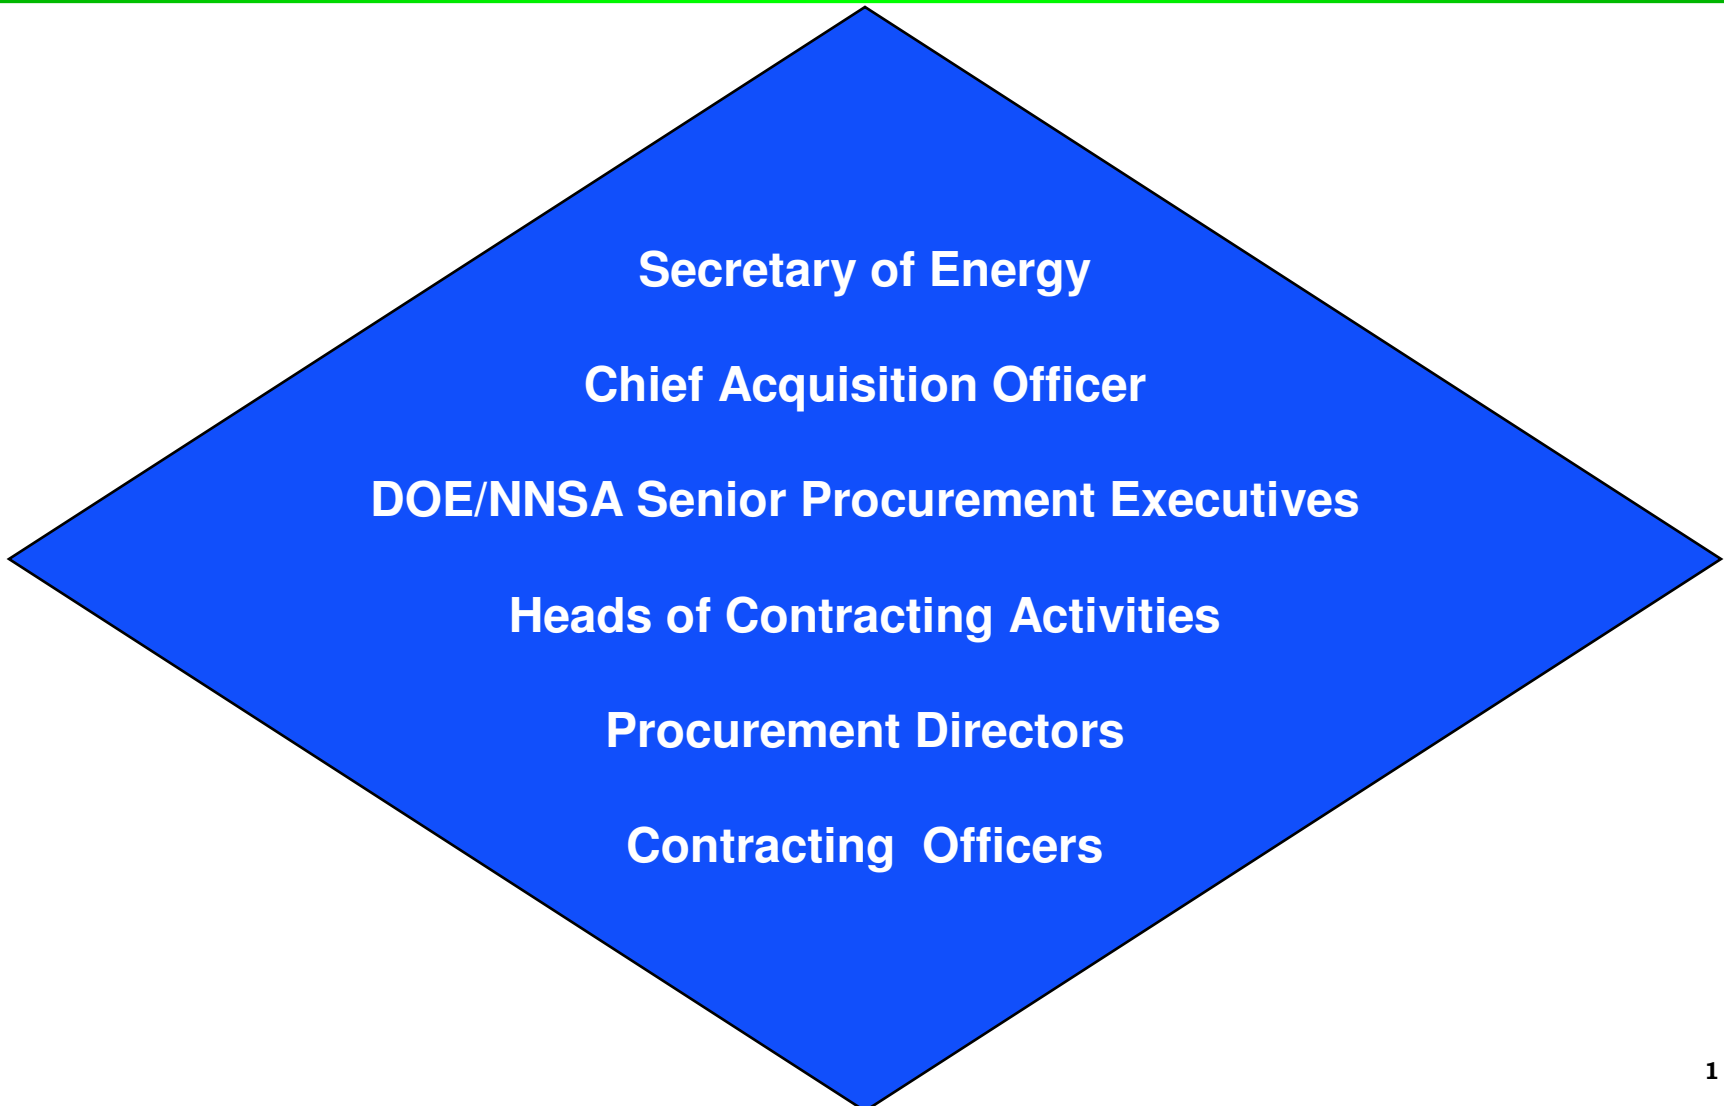 Secretary of Energy
Chief Acquisition Officer
DOE/NNSA Senior Procurement Executives
Heads of Contracting Activities
Procurement Directors
Contracting  Officers
1